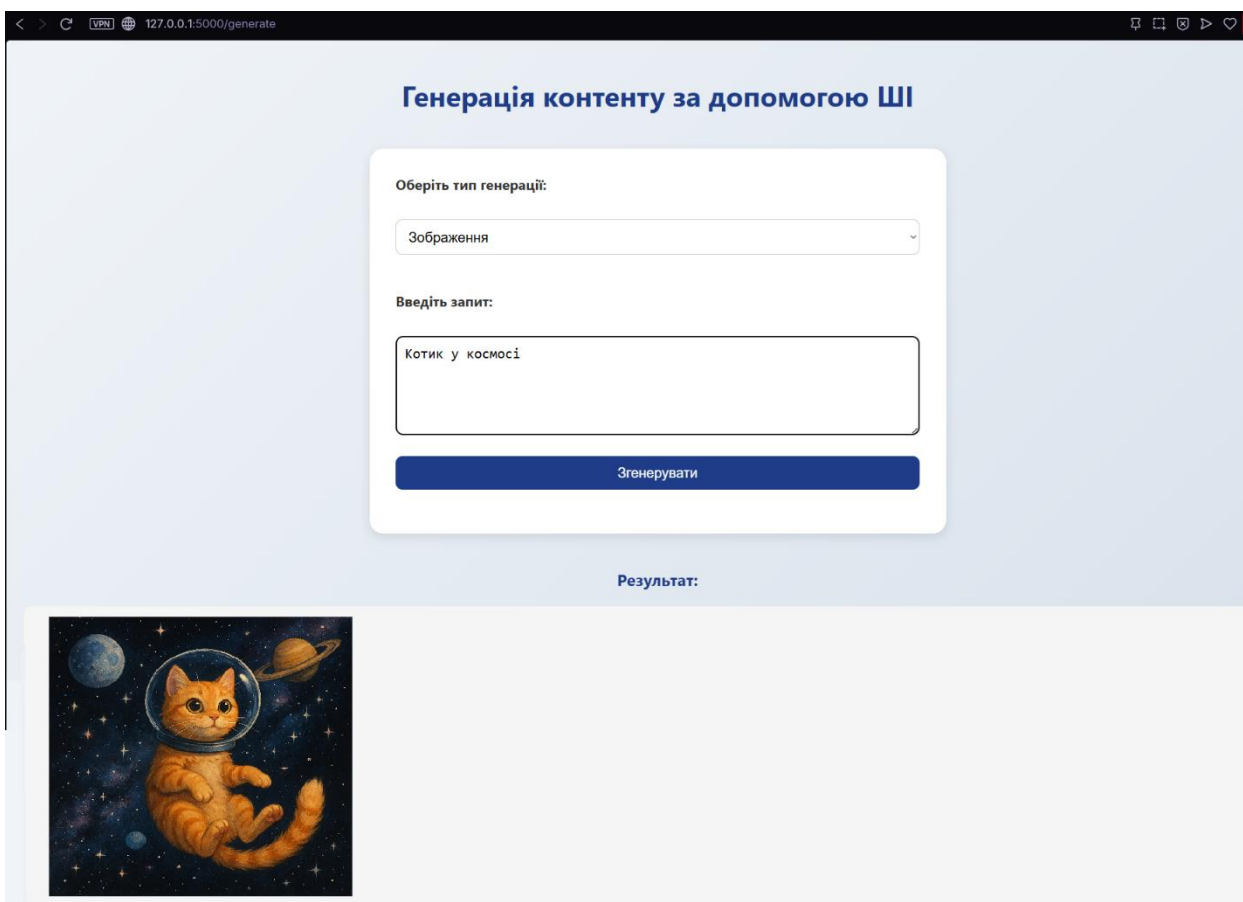 VPN 127.0.0.1:5000/generate
Генерація контенту за допомогою ШІ
Оберіть тип генерації:
Зображення
Введіть запит:
Котик у космосі
Згенерувати
Результат: